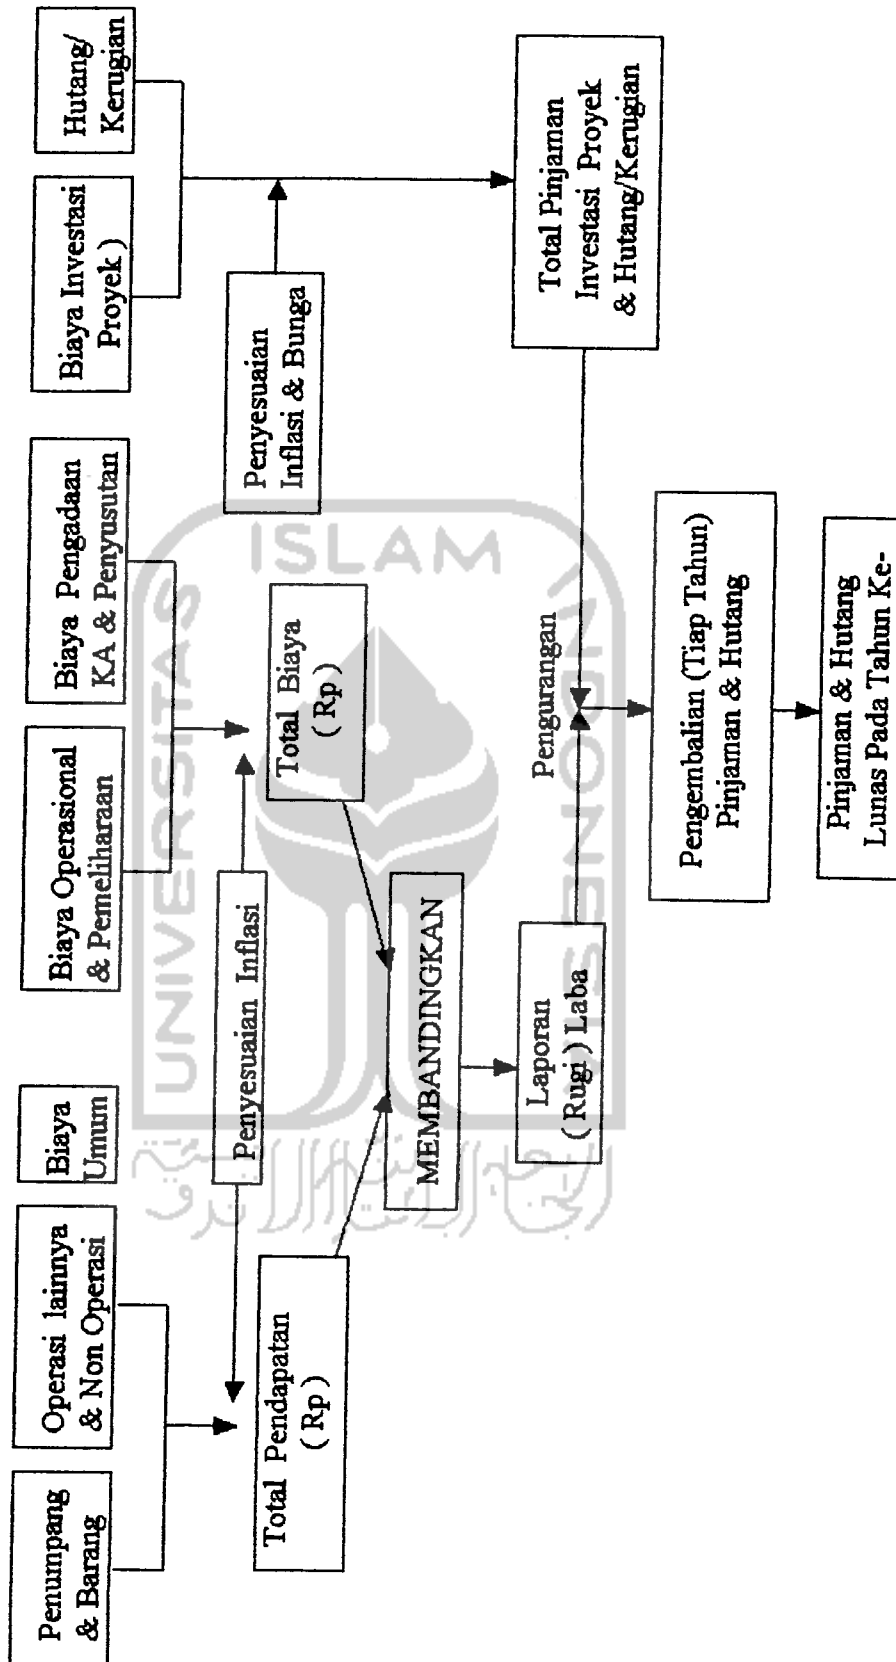 Penumpang
& Barang
Operasi lainnya
& Non Operasi
Biaya
Umum
Biaya Operasional
& Pemeliharaan
Biaya Pengadaan
KA & Penyusutan
Biaya Investasi
Proyek )
Hutang/
Kerugian
Penyesuaian Inflasi
Penyesuaian
Inflasi & Bunga
Total Pendapatan
( Rp )
Total Biaya
( Rp )
MEMBANDINGKAN
Laporan
( Rugi ) Laba
Pengurangan
Total Pinjaman
Investasi Proyek
& Hutang/Kerugian
Pengembalian (Tiap Tahun)
Pinjaman & Hutang
Pinjaman & Hutang
Lunas Pada Tahun Ke-
UNIVERSITAS
ISLAM
INDONESIA